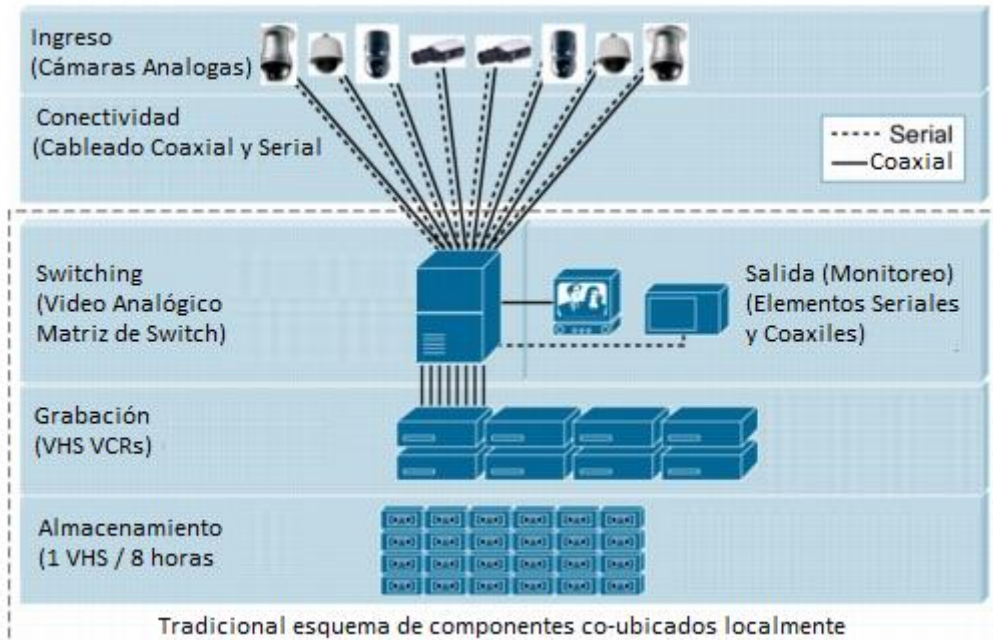 Ingreso
(Cámaras Analogas)
Conectividad
(Cableado Coaxial y Serial
Serial
Coaxial
Switching
(Video Analógico
Matriz de Switch)
Salida (Monitoreo)
(Elementos Seriales
y Coaxiles)
Grabación
(VHS VCRs)
Almacenamiento
(1 VHS / 8 horas
Tradicional esquema de componentes co-ubicados localmente